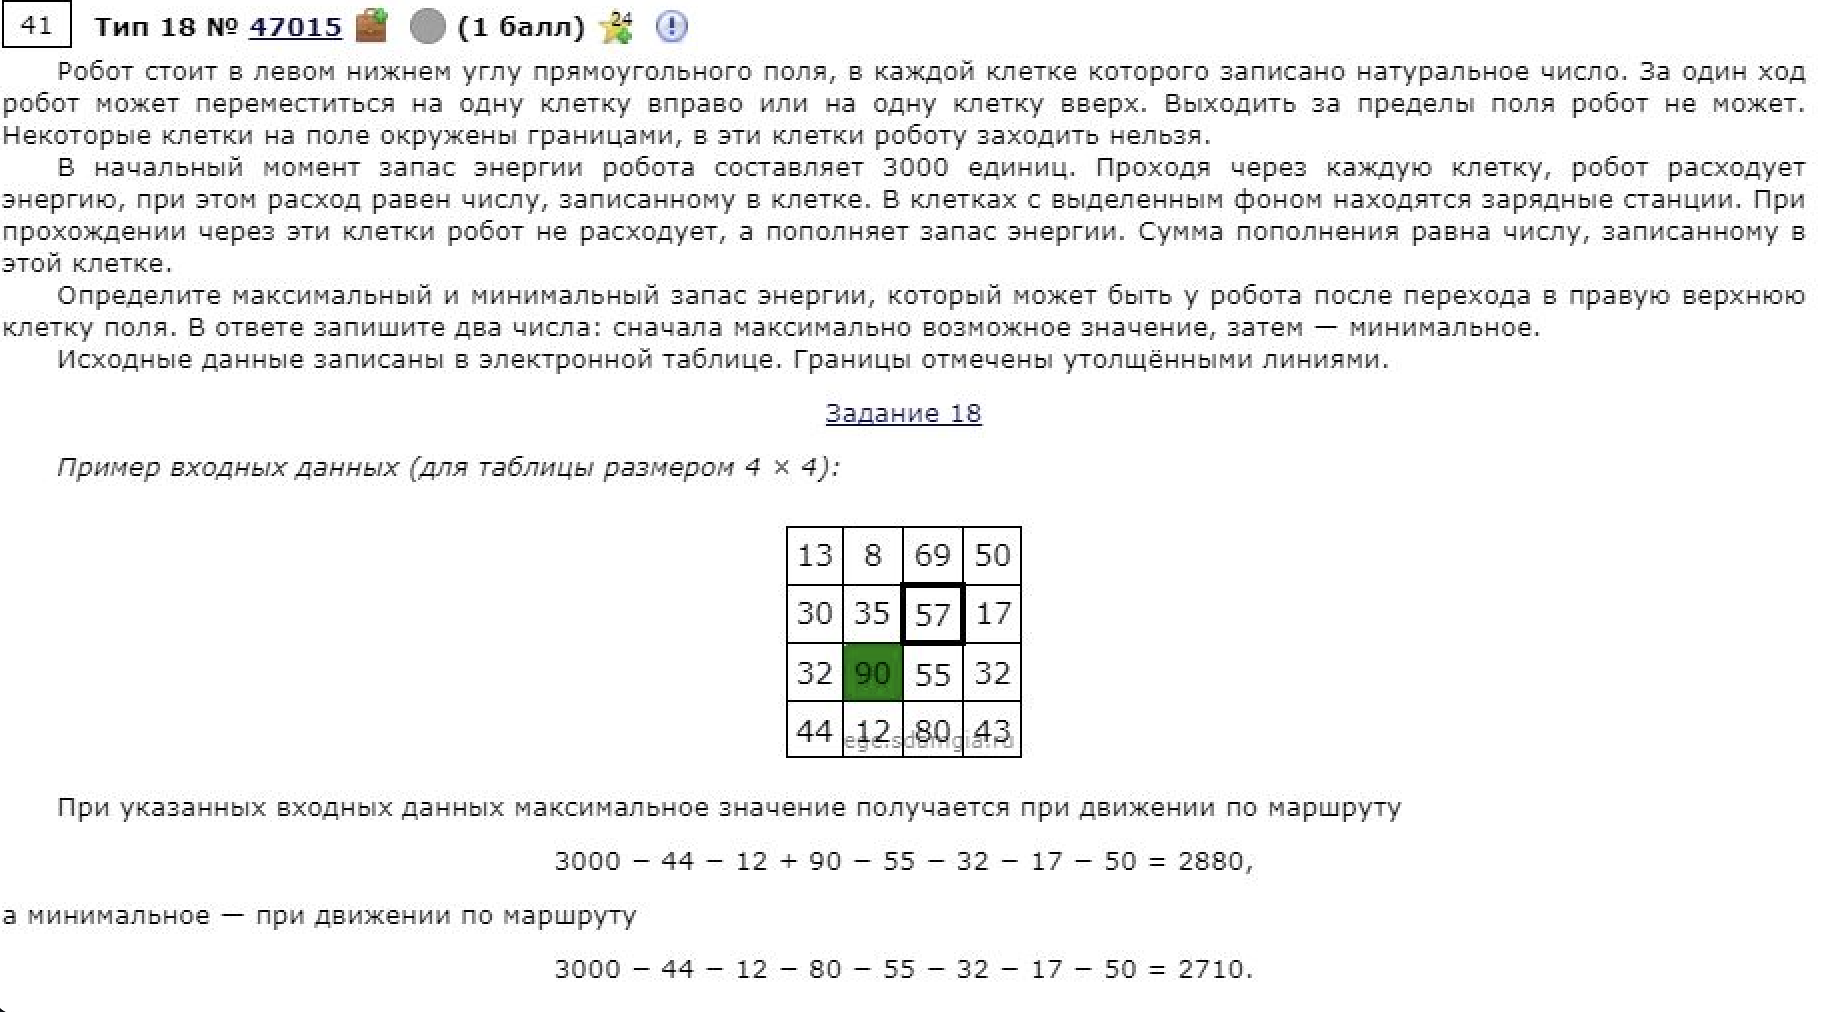 41 Тип 18 № 47015 (1 балл) 24
Робот стоит в левом нижнем углу прямоугольного поля, в каждой клетке которого записано натуральное число. За один ход
робот может переместиться на одну клетку вправо или на одну клетку вверх. Выходить за пределы поля робот не может.
Некоторые клетки на поле окружены границами, в эти клетки роботу заходить нельзя.
В начальный момент запас энергии робота составляет 3000 единиц. Проходя через каждую клетку, робот расходует
энергию, при этом расход равен числу, записанному в клетке. В клетках с выделенным фоном находятся зарядные станции. При
прохождении через эти клетки робот не расходует, а пополняет запас энергии. Сумма пополнения равна числу, записанному в
этой клетке.
Определите максимальный и минимальный запас энергии, который может быть у робота после перехода в правую верхнюю
клетку поля. В ответе запишите два числа: сначала максимально возможное значение, затем — минимальное.
Исходные данные записаны в электронной таблице. Границы отмечены утолщёнными линиями.
Задание 18
Пример входных данных (для таблицы размером 4 × 4):
13 8 69 50
30 35 57 17
32 90 55 32
44 12 80 43
ege.sdamgia.ru
При указанных входных данных максимальное значение получается при движении по маршруту
3000 − 44 − 12 + 90 − 55 − 32 − 17 − 50 = 2880,
а минимальное — при движении по маршруту
3000 − 44 − 12 − 80 − 55 − 32 − 17 − 50 = 2710.